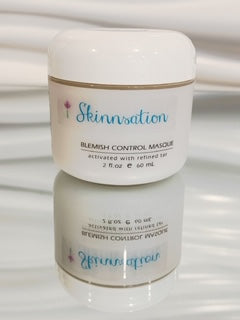 Skinnsation
BLEMISH CONTROL MASQUE
activated with refined tar
2 fl.oz ℮ 60 mL